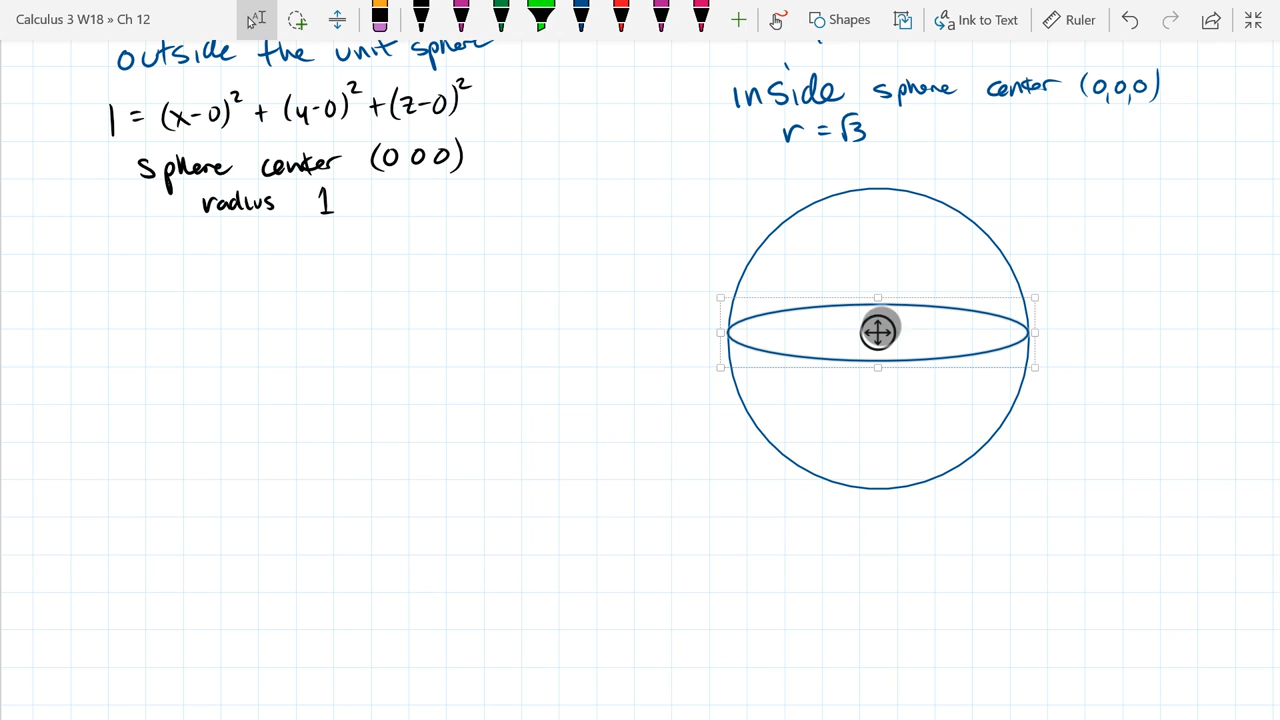 Calculus 3 W18 » Ch 12
Shapes
Ink to Text
Ruler
outside the unit sphere
1 = (x-0)² + (y-0)² + (z-0)²
sphere center (0 0 0)
radius 1
inside sphere center (0,0,0)
r = √3